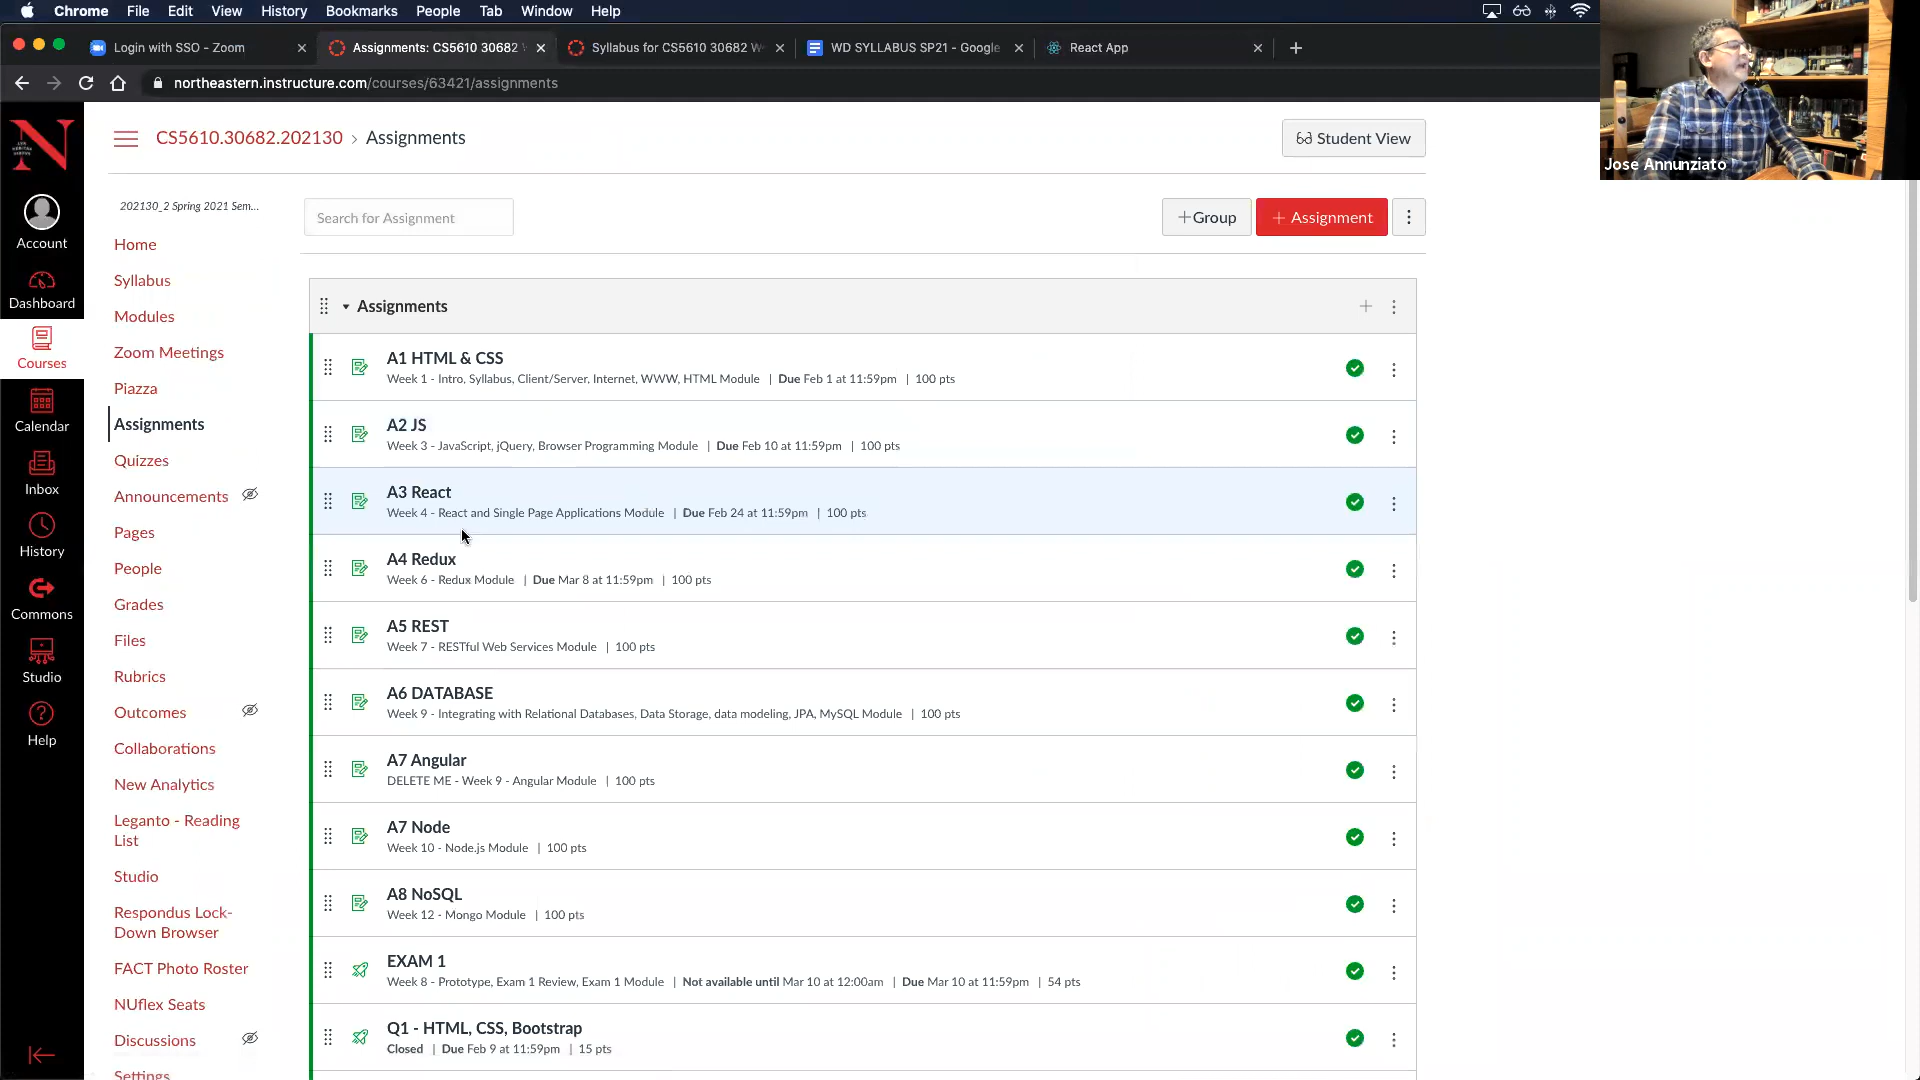 Chrome File Edit View History Bookmarks People Tab Window Help
Login with SSO - Zoom
Assignments: CS5610 30682
Syllabus for CS5610 30682 W
WD SYLLABUS SP21 - Google
React App
northeastern.instructure.com/courses/63421/assignments
Jose Annunziato
N
CS5610.30682.202130 › Assignments
Student View
Account
Dashboard
Courses
Calendar
Inbox
History
Commons
Studio
Help
202130_2 Spring 2021 Sem...
Home
Syllabus
Modules
Zoom Meetings
Piazza
Assignments
Quizzes
Announcements
Pages
People
Grades
Files
Rubrics
Outcomes
Collaborations
New Analytics
Leganto - Reading
List
Studio
Respondus Lock-
Down Browser
FACT Photo Roster
NUflex Seats
Discussions
Settings
Search for Assignment
+Group
+ Assignment
Assignments
A1 HTML & CSS
Week 1 - Intro, Syllabus, Client/Server, Internet, WWW, HTML Module | Due Feb 1 at 11:59pm | 100 pts
A2 JS
Week 3 - JavaScript, jQuery, Browser Programming Module | Due Feb 10 at 11:59pm | 100 pts
A3 React
Week 4 - React and Single Page Applications Module | Due Feb 24 at 11:59pm | 100 pts
A4 Redux
Week 6 - Redux Module | Due Mar 8 at 11:59pm | 100 pts
A5 REST
Week 7 - RESTful Web Services Module | 100 pts
A6 DATABASE
Week 9 - Integrating with Relational Databases, Data Storage, data modeling, JPA, MySQL Module | 100 pts
A7 Angular
DELETE ME - Week 9 - Angular Module | 100 pts
A7 Node
Week 10 - Node.js Module | 100 pts
A8 NoSQL
Week 12 - Mongo Module | 100 pts
EXAM 1
Week 8 - Prototype, Exam 1 Review, Exam 1 Module | Not available until Mar 10 at 12:00am | Due Mar 10 at 11:59pm | 54 pts
Q1 - HTML, CSS, Bootstrap
Closed | Due Feb 9 at 11:59pm | 15 pts